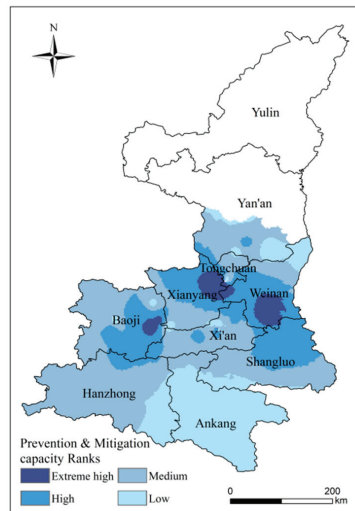 N
Yulin
Yan'an
Tongchuan
Xianyang
Weinan
Baoji
Xi'an
Shangluo
Hanzhong
Ankang
Prevention & Mitigation
capacity Ranks
Extreme high
Medium
High
Low
0
200
km